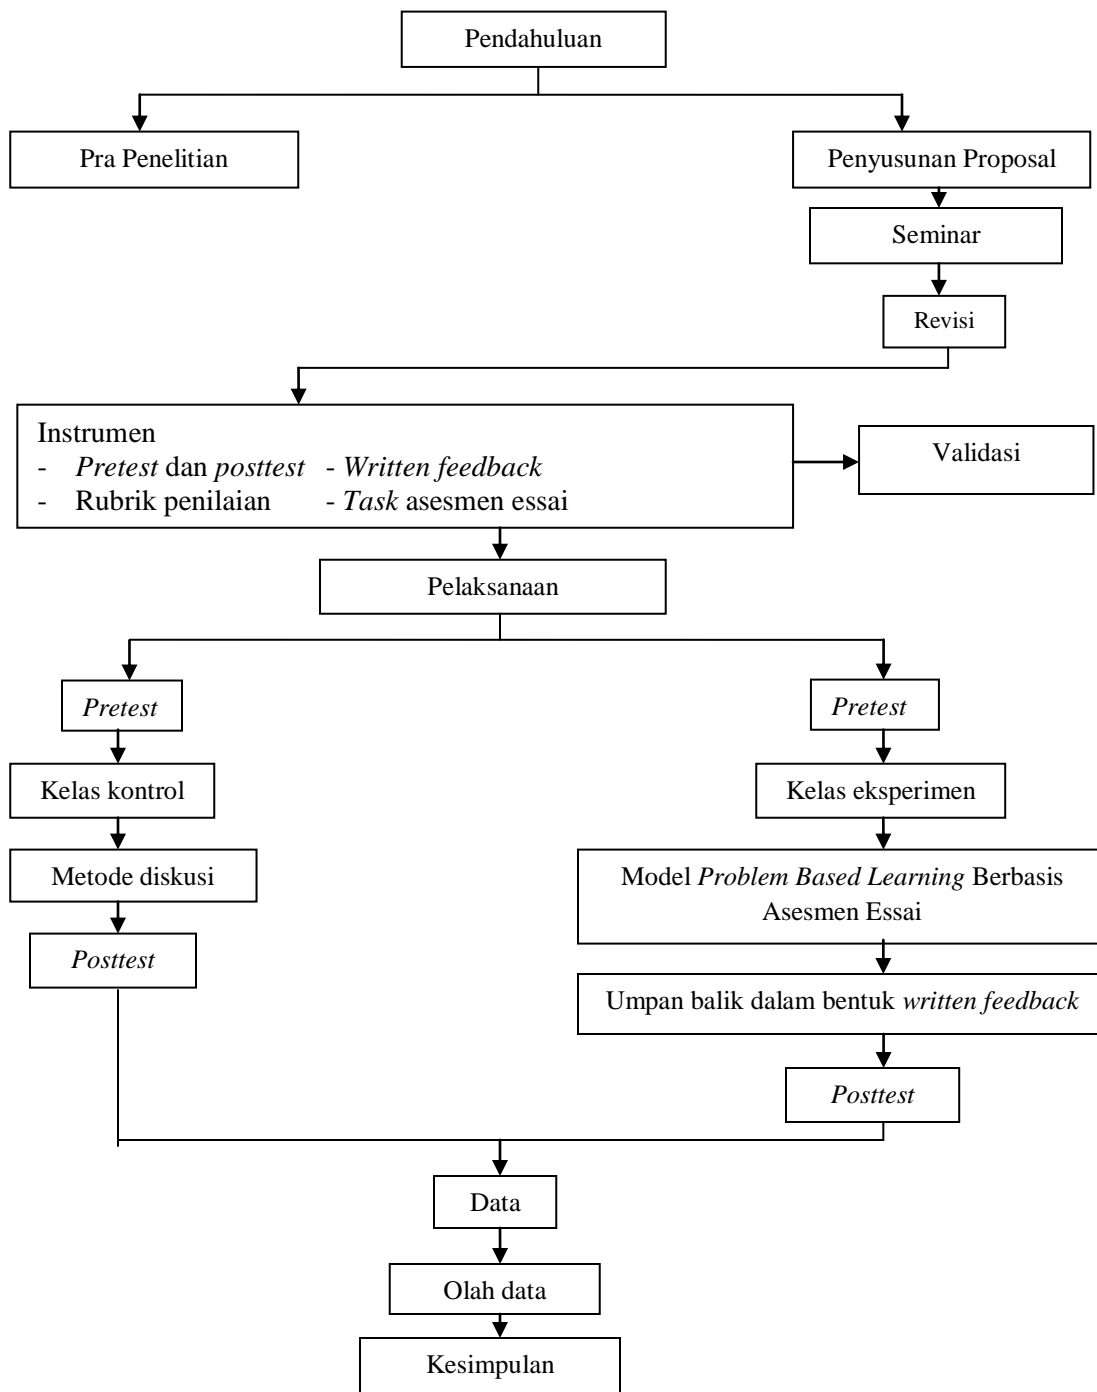 Pendahuluan
Pra Penelitian
Penyusunan Proposal
Seminar
Revisi
Instrumen
- Pretest dan posttest - Written feedback
- Rubrik penilaian - Task asesmen essai
Validasi
Pelaksanaan
Pretest
Pretest
Kelas kontrol
Kelas eksperimen
Metode diskusi
Model Problem Based Learning Berbasis
Asesmen Essai
Posttest
Umpan balik dalam bentuk written feedback
Posttest
Data
Olah data
Kesimpulan